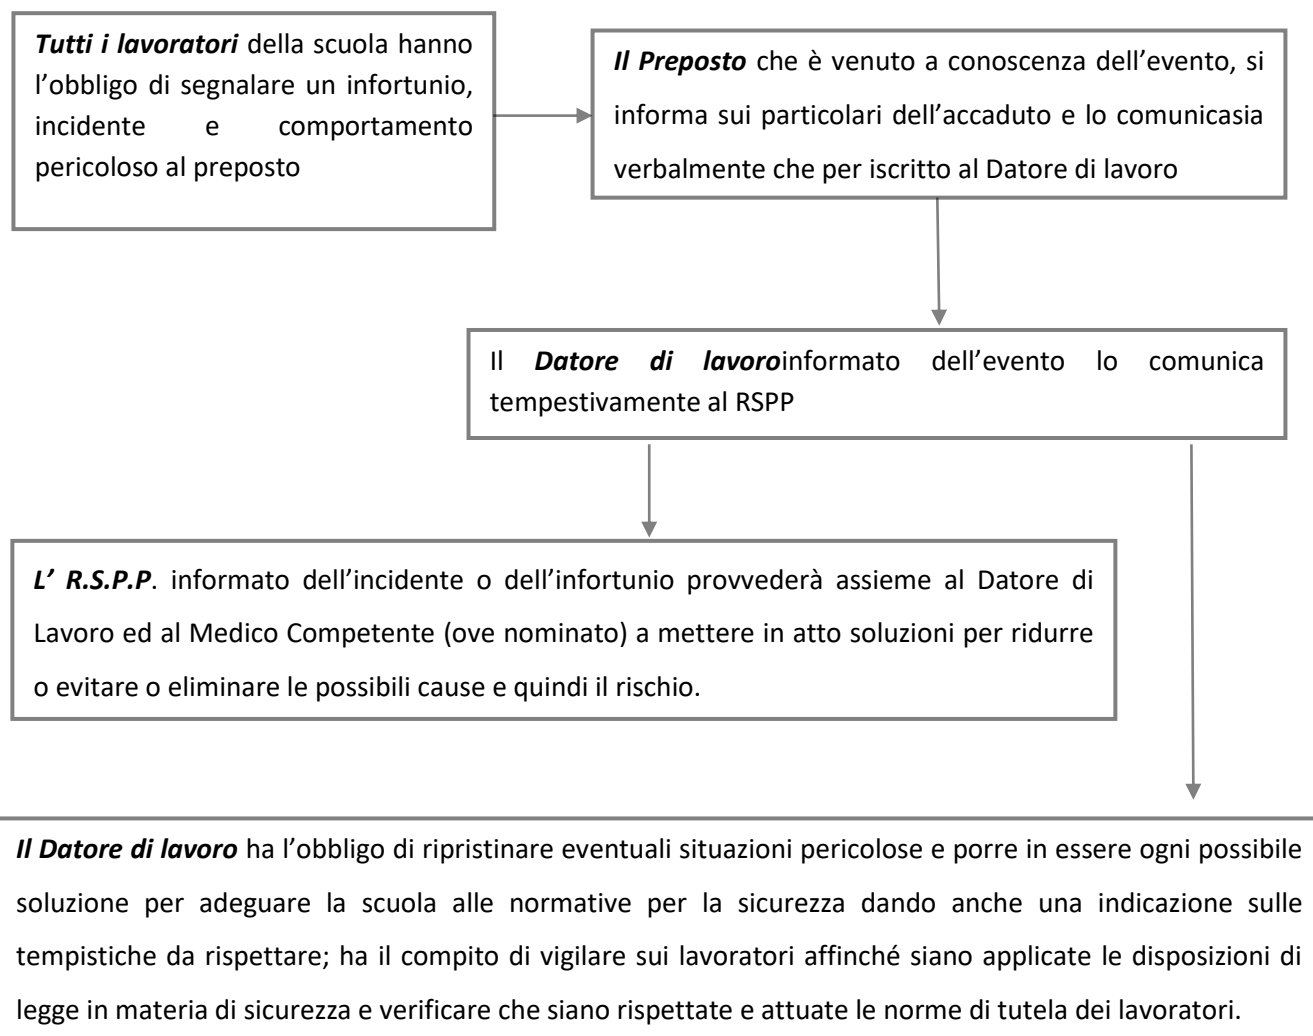 Tutti i lavoratori della scuola hanno
l’obbligo di segnalare un infortunio,
incidente e comportamento
pericoloso al preposto
Il Preposto che è venuto a conoscenza dell’evento, si
informa sui particolari dell’accaduto e lo comunicasia
verbalmente che per iscritto al Datore di lavoro
Il Datore di lavoroinformato dell’evento lo comunica
tempestivamente al RSPP
L’ R.S.P.P. informato dell’incidente o dell’infortunio provvederà assieme al Datore di
Lavoro ed al Medico Competente (ove nominato) a mettere in atto soluzioni per ridurre
o evitare o eliminare le possibili cause e quindi il rischio.
Il Datore di lavoro ha l’obbligo di ripristinare eventuali situazioni pericolose e porre in essere ogni possibile
soluzione per adeguare la scuola alle normative per la sicurezza dando anche una indicazione sulle
tempistiche da rispettare; ha il compito di vigilare sui lavoratori affinché siano applicate le disposizioni di
legge in materia di sicurezza e verificare che siano rispettate e attuate le norme di tutela dei lavoratori.